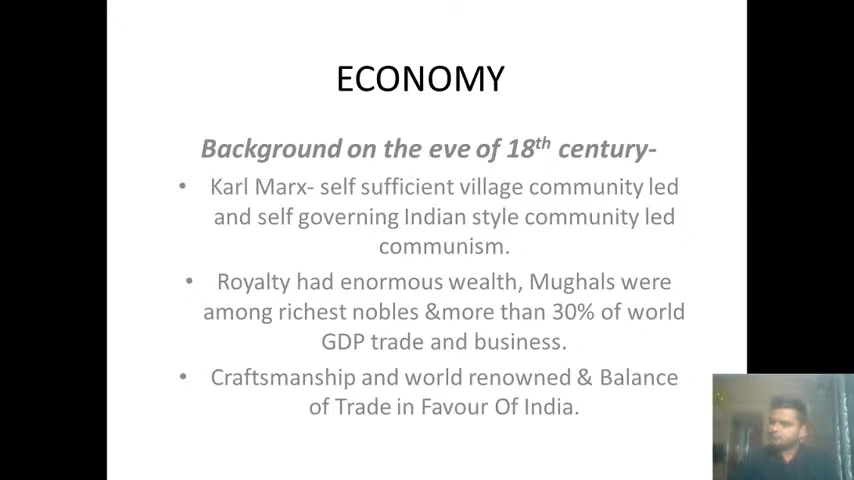 ECONOMY
Background on the eve of 18th century-
• Karl Marx- self sufficient village community led
and self governing Indian style community led
communism.
• Royalty had enormous wealth, Mughals were
among richest nobles &more than 30% of world
GDP trade and business.
• Craftsmanship and world renowned & Balance
of Trade in Favour Of India.